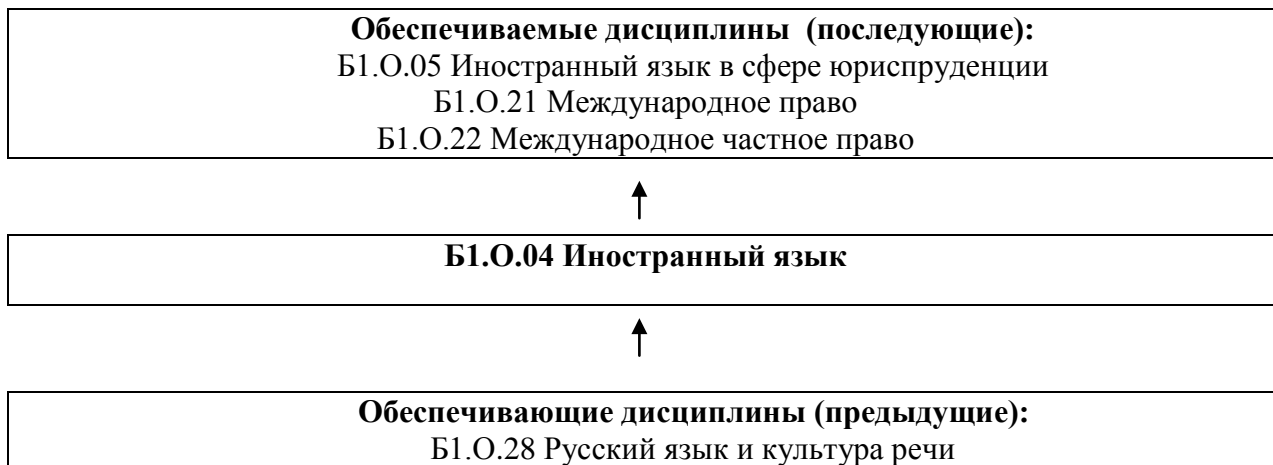 Обеспечиваемые дисциплины (последующие):
Б1.О.05 Иностранный язык в сфере юриспруденции
Б1.О.21 Международное право
Б1.О.22 Международное частное право
Б1.О.04 Иностранный язык
Обеспечивающие дисциплины (предыдущие):
Б1.О.28 Русский язык и культура речи